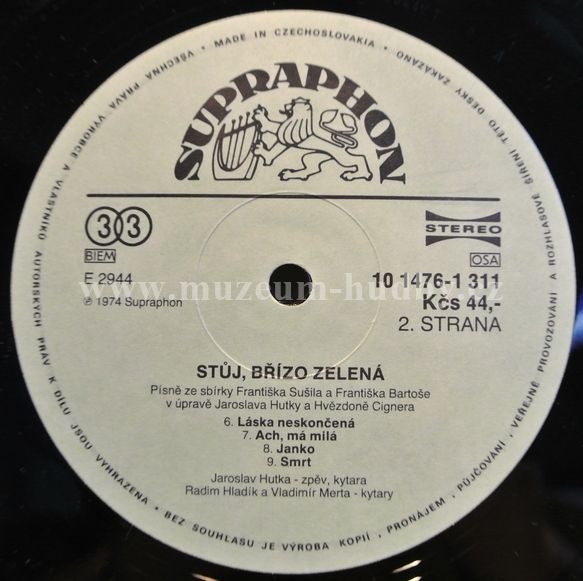 • MADE IN CZECHOSLOVAKIA • VŠECHNA PRÁVA VÝROBCE A VLASTNÍKŮ AUTORSKÝCH PRÁV K DÍLU JSOU VYHRAZENA • BEZ SOUHLASU JE VÝROBA KOPIÍ, PRONÁJEM, PŮJČOVÁNÍ, VEŘEJNÉ PROVOZOVÁNÍ A ROZHLASOVÉ ŠÍŘENÍ TÉTO DESKY ZAKÁZÁNO
SUPRAPHON
33
STEREO
BIEM
OSA
E 2944
10 1476-1 311
www.muzeum-hudby.cz
℗ 1974 Supraphon
Kčs 44,-
2. STRANA
STŮJ, BŘÍZO ZELENÁ
Písně ze sbírky Františka Sušila a Františka Bartoše
v úpravě Jaroslava Hutky a Hvězdoně Cignera
6. Láska neskončená
7. Ach, má milá
8. Janko
9. Smrt
Jaroslav Hutka - zpěv, kytara
Radim Hladík a Vladimír Merta - kytary